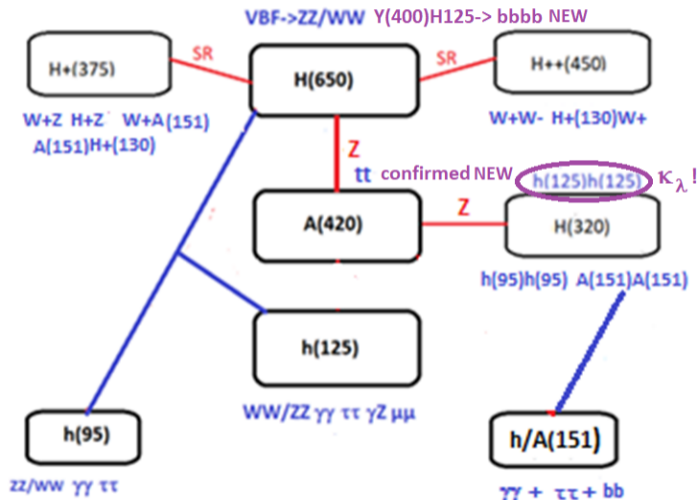 VBF->ZZ/WW Y(400)H125-> bbbb NEW
H+(375)
SR
H(650)
SR
H++(450)
W+Z H+Z W+A(151)
A(151)H+(130)
W+W- H+(130)W+
Z
tt confirmed NEW
h(125)h(125) κλ !
A(420)
Z
H(320)
h(95)h(95) A(151)A(151)
h(125)
WW/ZZ γγ ττ γZ μμ
h(95)
h/A(151)
zz/ww γγ ττ
γγ + ττ + bb